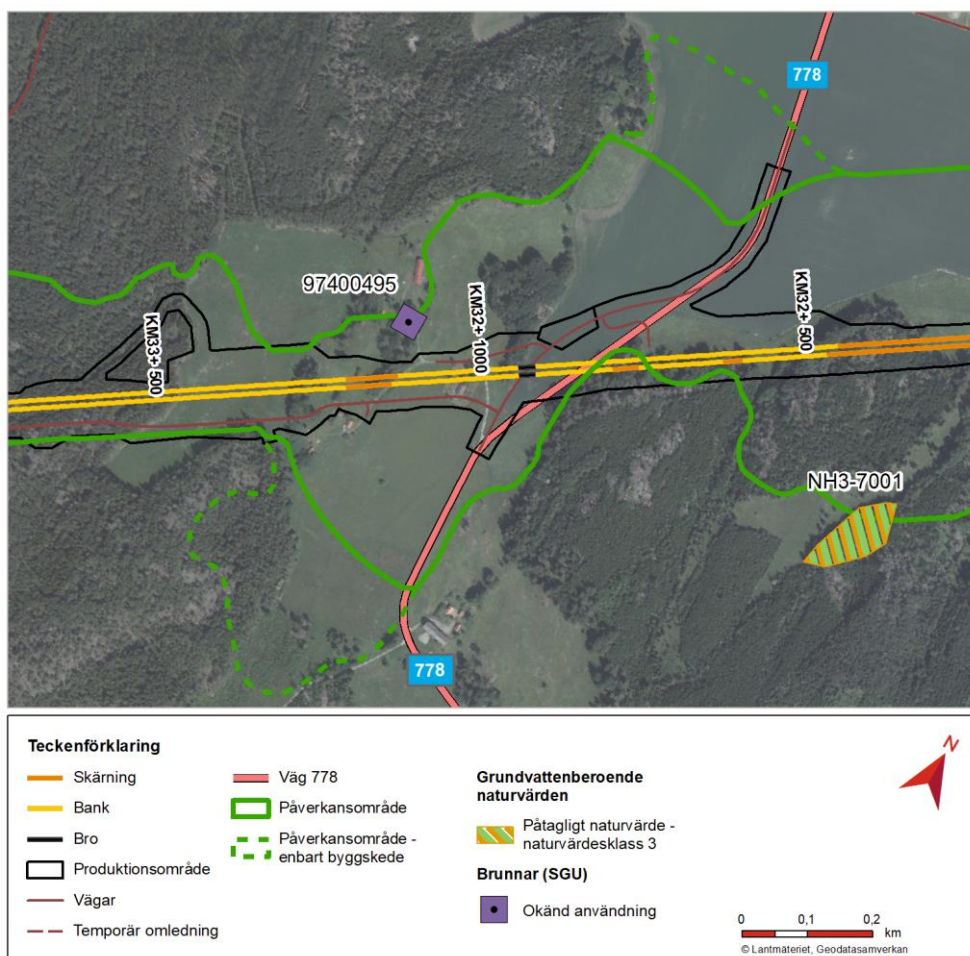 778
97400495
KM33+ 500
KM32+ 1000
KM32+ 500
NH3-7001
778
Teckenförklaring
Skärning
Bank
Bro
Produktionsområde
Vägar
Temporär omledning
Väg 778
Påverkansområde
Påverkansområde -
enbart byggskede
Grundvattenberoende
naturvärden
Påtagligt naturvärde -
naturvärdesklass 3
Brunnar (SGU)
Okänd användning
N
0 0,1 0,2
km
© Lantmäteriet, Geodatasamverkan